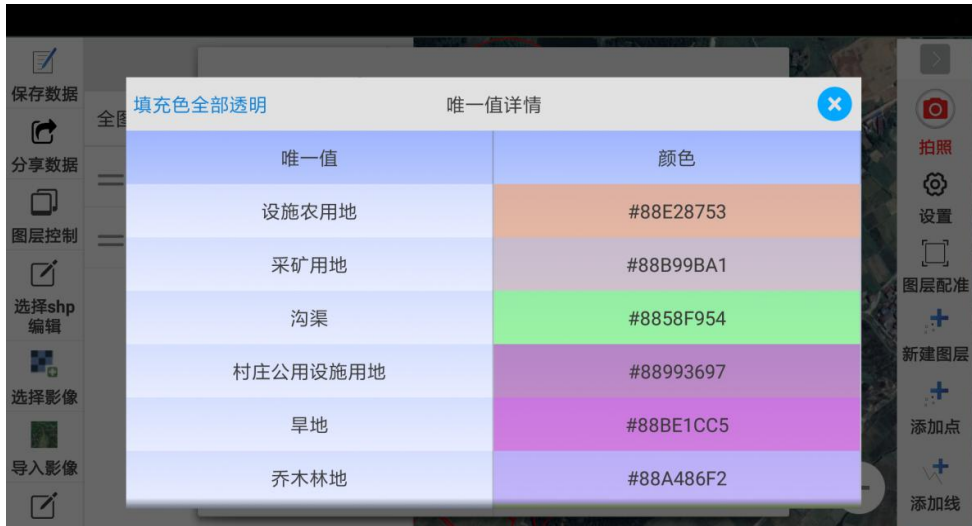 保存数据
分享数据
图层控制
选择shp
编辑
选择影像
导入影像
填充色全部透明
唯一值详情
唯一值
颜色
设施农用地
#88E28753
采矿用地
#88B99BA1
沟渠
#8858F954
村庄公用设施用地
#88993697
旱地
#88BE1CC5
乔木林地
#88A486F2
全图
拍照
设置
图层配准
新建图层
添加点
添加线